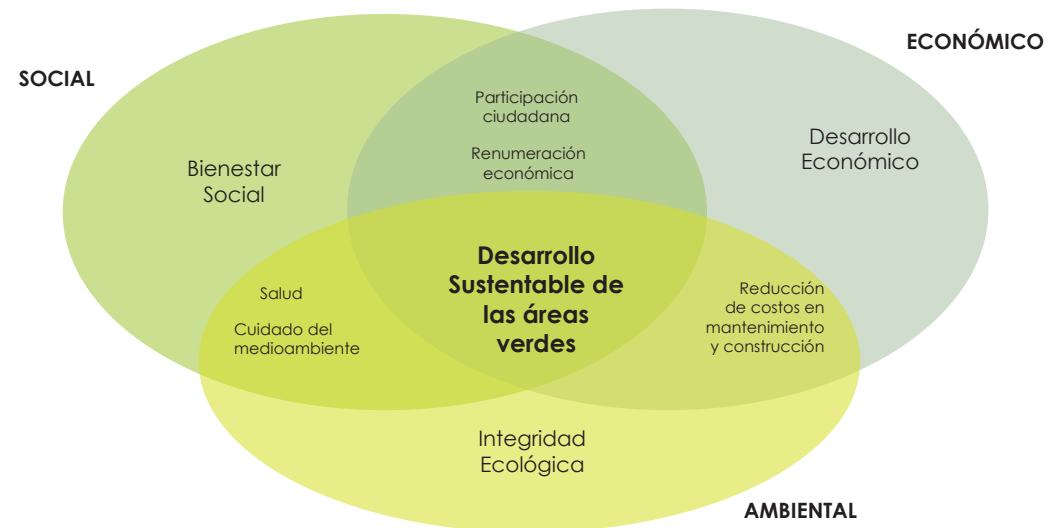 ECONÓMICO
SOCIAL
Participación
ciudadana
Renumeración
económica
Desarrollo
Económico
Bienestar
Social
Desarrollo
Sustentable de
las áreas
verdes
Salud
Cuidado del
medioambiente
Reducción
de costos en
mantenimiento
y construcción
Integridad
Ecológica
AMBIENTAL